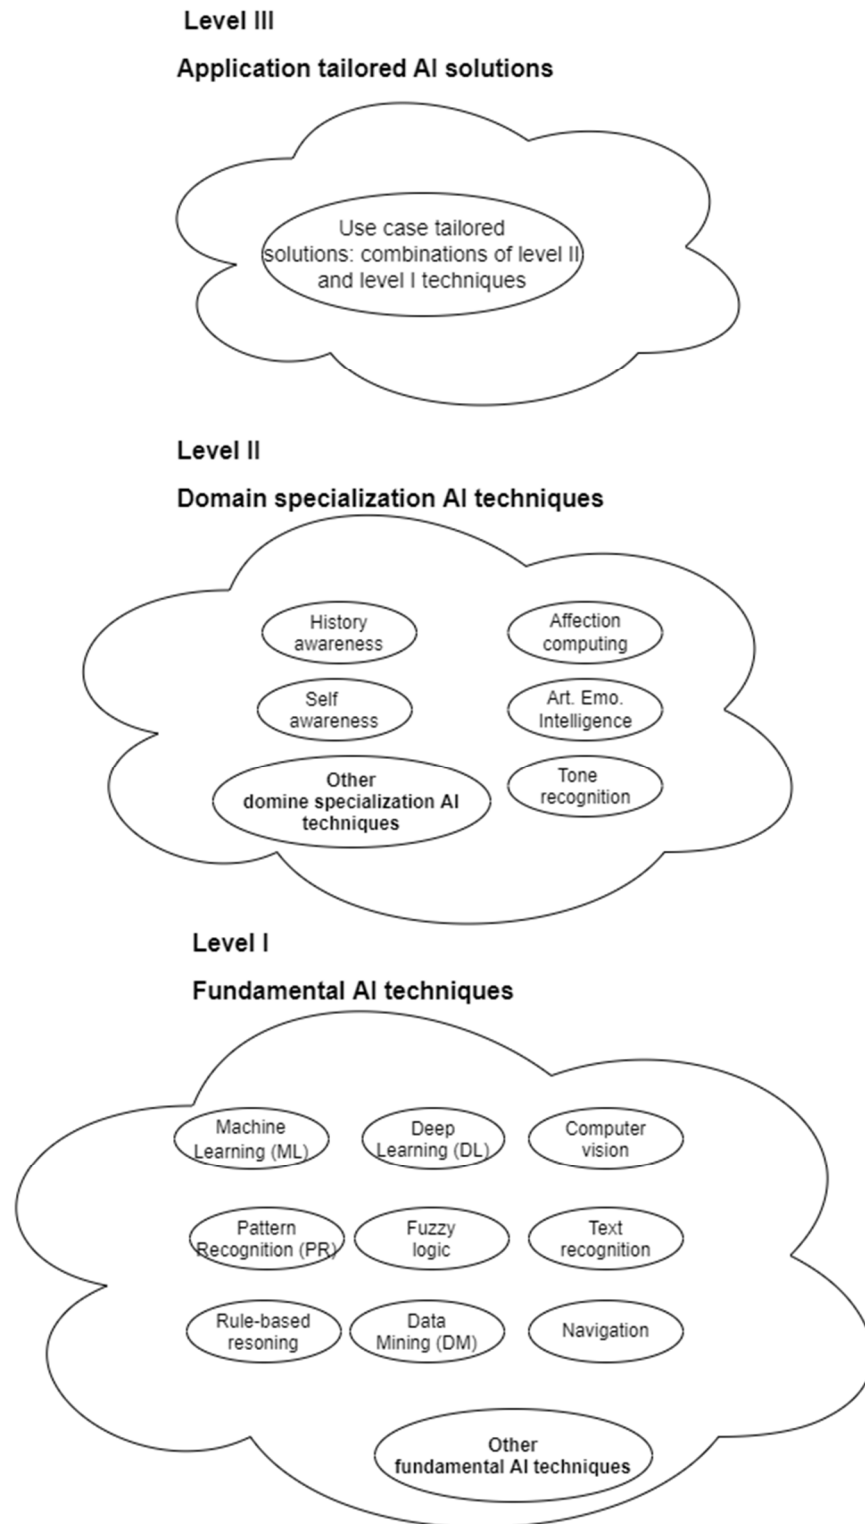 Level III
Application tailored AI solutions
Use case tailored
solutions: combinations of level II
and level I techniques
Level II
Domain specialization AI techniques
History
awareness
Affection
computing
Self
awareness
Art. Emo.
Intelligence
Other
domine specialization AI
techniques
Tone
recognition
Level I
Fundamental AI techniques
Machine
Learning (ML)
Deep
Learning (DL)
Computer
vision
Pattern
Recognition (PR)
Fuzzy
logic
Text
recognition
Rule-based
resoning
Data
Mining (DM)
Navigation
Other
fundamental AI techniques